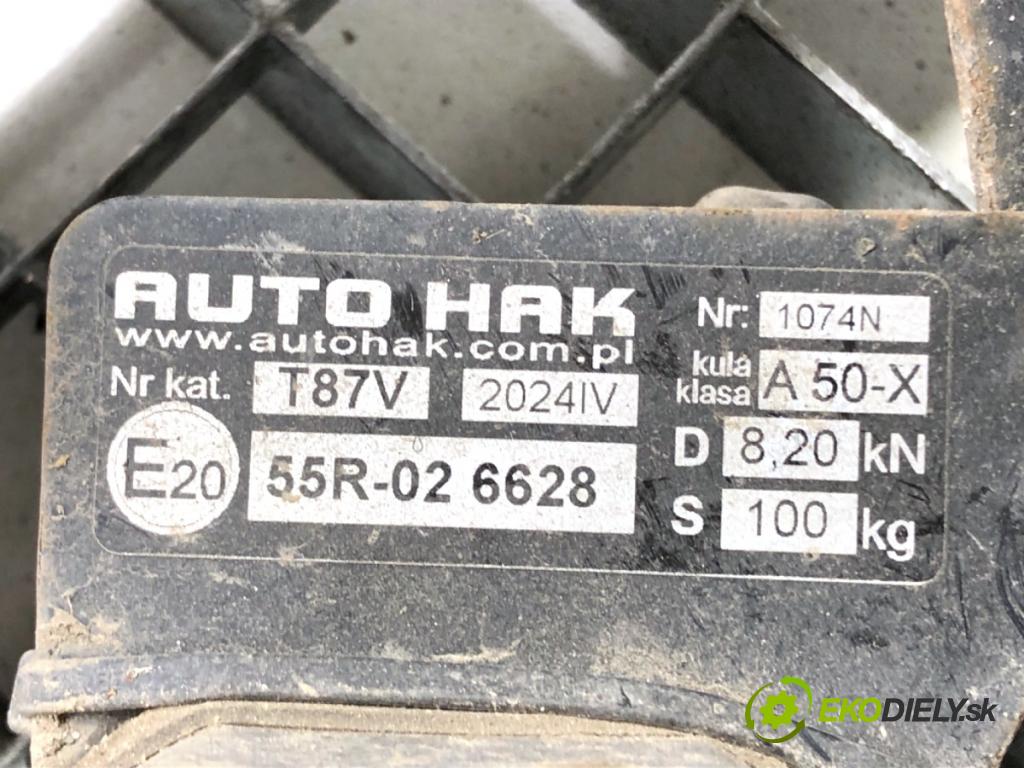 AUTO HAK
www.autohak.com.pl
Nr: 1074N
Nr kat. T87V 2024IV
kula klasa A 50-X
E20 55R-02 6628
D 8,20 kN
S 100 kg
EKODIELY.sk